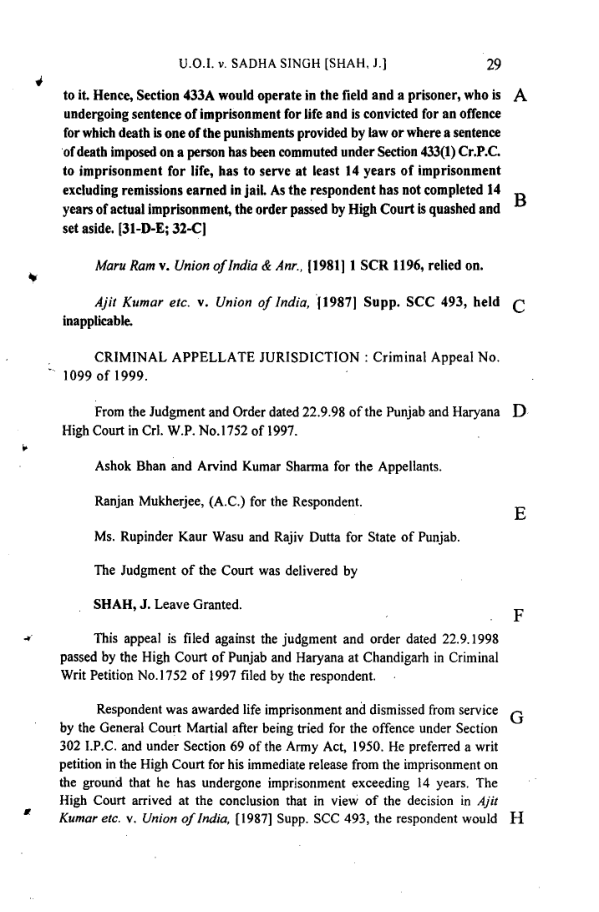 U.O.I. v. SADHA SINGH [SHAH, J.] 29
to it. Hence, Section 433A would operate in the field and a prisoner, who is A
undergoing sentence of imprisonment for life and is convicted for an offence
for which death is one of the punishments provided by law or where a sentence
of death imposed on a person has been commuted under Section 433(1) Cr.P.C.
to imprisonment for life, has to serve at least 14 years of imprisonment
excluding remissions earned in jail. As the respondent has not completed 14
years of actual imprisonment, the order passed by High Court is quashed and B
set aside. [31-D-E; 32-C]
Maru Ram v. Union of India & Anr., [1981] 1 SCR 1196, relied on.
Ajit Kumar etc. v. Union of India, [1987] Supp. SCC 493, held C
inapplicable.
CRIMINAL APPELLATE JURISDICTION : Criminal Appeal No.
1099 of 1999.
From the Judgment and Order dated 22.9.98 of the Punjab and Haryana D
High Court in Crl. W.P. No.1752 of 1997.
Ashok Bhan and Arvind Kumar Sharma for the Appellants.
Ranjan Mukherjee, (A.C.) for the Respondent.
E
Ms. Rupinder Kaur Wasu and Rajiv Dutta for State of Punjab.
The Judgment of the Court was delivered by
SHAH, J. Leave Granted.
F
This appeal is filed against the judgment and order dated 22.9.1998
passed by the High Court of Punjab and Haryana at Chandigarh in Criminal
Writ Petition No.1752 of 1997 filed by the respondent.
Respondent was awarded life imprisonment and dismissed from service G
by the General Court Martial after being tried for the offence under Section
302 I.P.C. and under Section 69 of the Army Act, 1950. He preferred a writ
petition in the High Court for his immediate release from the imprisonment on
the ground that he has undergone imprisonment exceeding 14 years. The
High Court arrived at the conclusion that in view of the decision in Ajit
Kumar etc. v. Union of India, [1987] Supp. SCC 493, the respondent would H